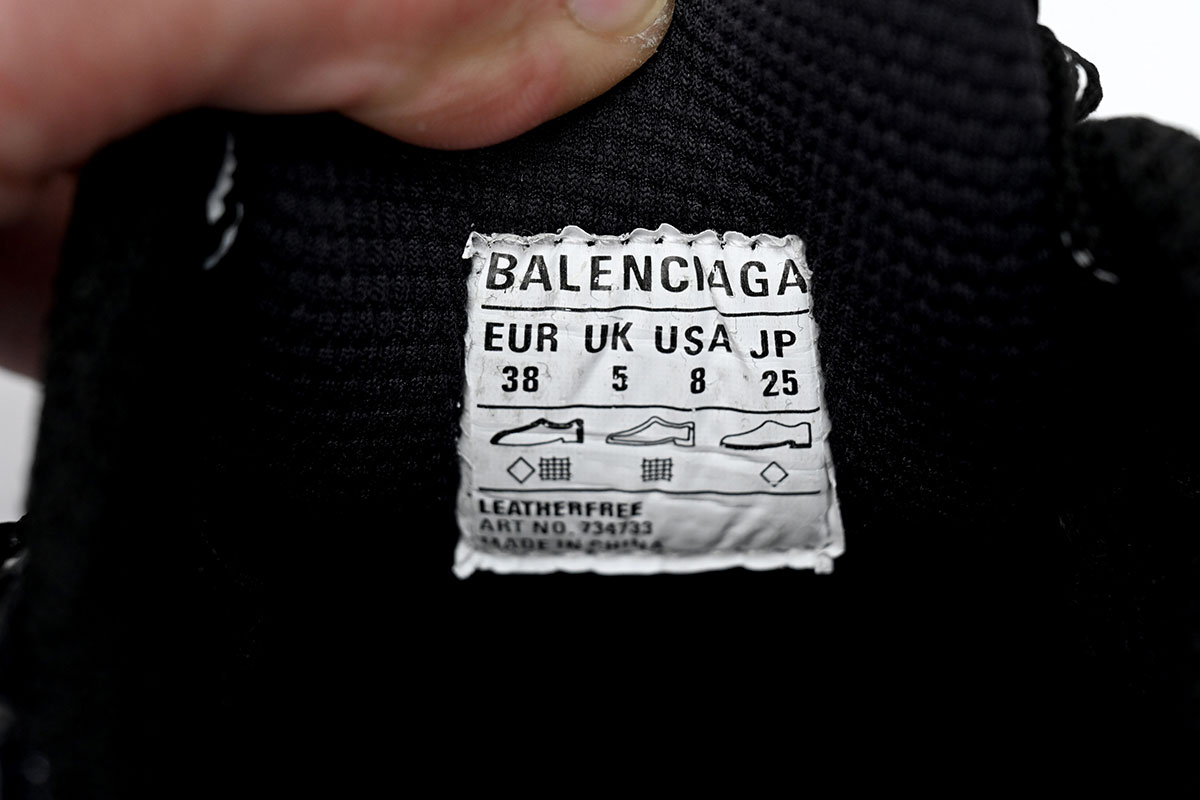 BALENCIAGA
EUR UK USA JP
38 5 8 25
LEATHERFREE
ART NO. 734733
MADE IN CHINA